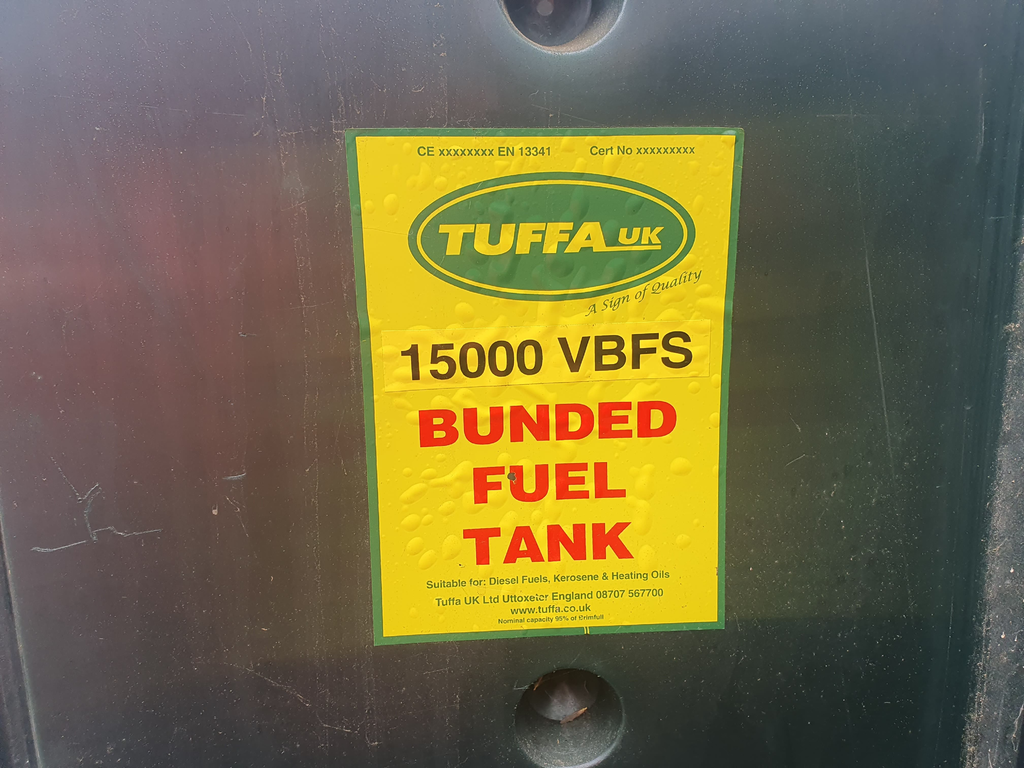 CE xxxxxxxx EN 13341 Cert No xxxxxxxxx
TUFFA UK
A Sign of Quality
15000 VBFS
BUNDED
FUEL
TANK
Suitable for: Diesel Fuels, Kerosene & Heating Oils
Tuffa UK Ltd Uttoxeter England 08707 567700
www.tuffa.co.uk
Nominal capacity 95% of Brimfull